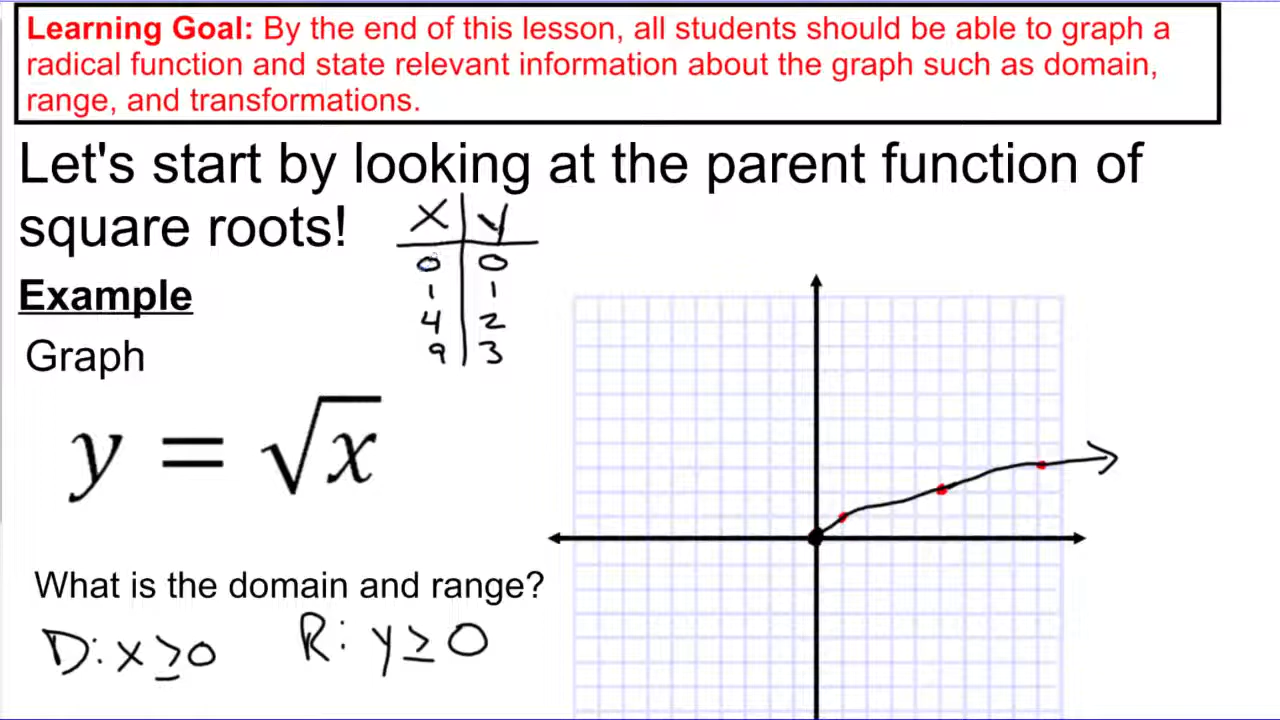 Learning Goal: By the end of this lesson, all students should be able to graph a
radical function and state relevant information about the graph such as domain,
range, and transformations.
Let's start by looking at the parent function of
square roots!
X Y
0 0
1 1
4 2
9 3
Example
Graph
y = √x
What is the domain and range?
D: x ≥ 0 R: y ≥ 0